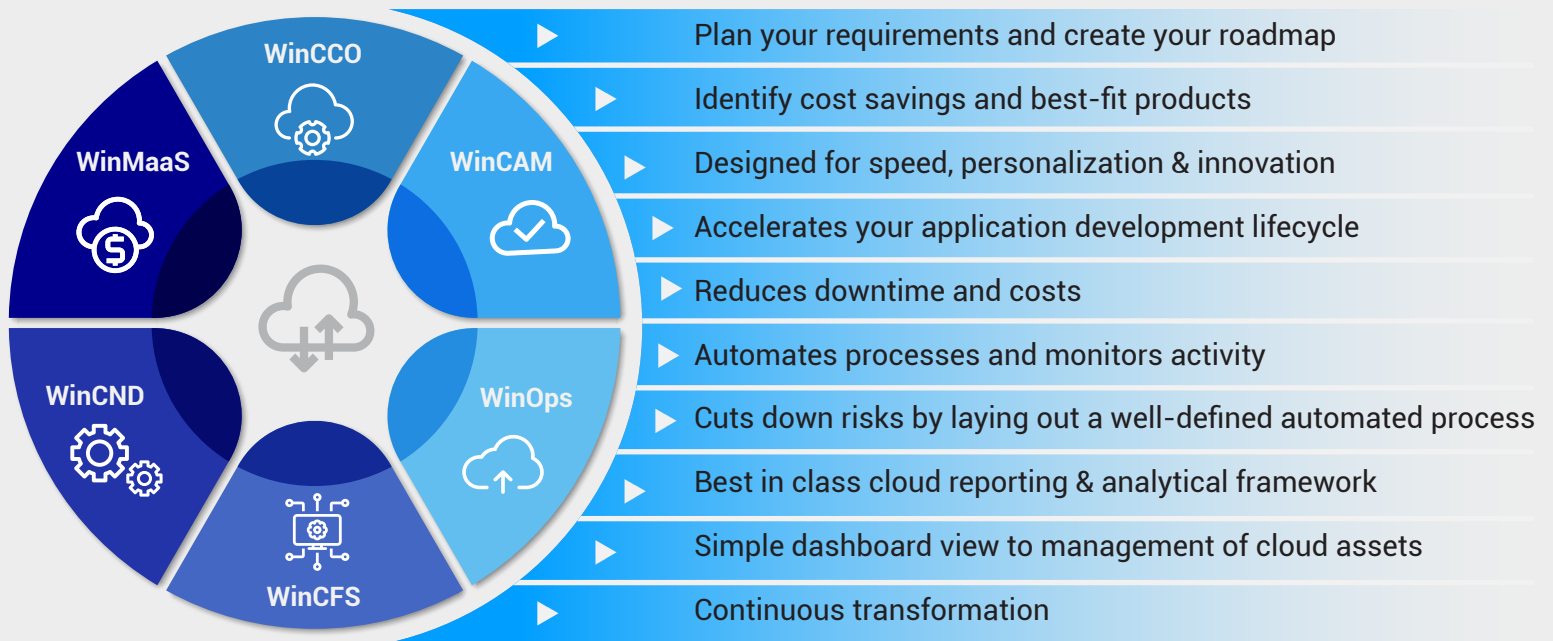 WinCCO
WinMaaS
WinCAM
WinCND
WinOps
WinCFS
Plan your requirements and create your roadmap
Identify cost savings and best-fit products
Designed for speed, personalization & innovation
Accelerates your application development lifecycle
Reduces downtime and costs
Automates processes and monitors activity
Cuts down risks by laying out a well-defined automated process
Best in class cloud reporting & analytical framework
Simple dashboard view to management of cloud assets
Continuous transformation